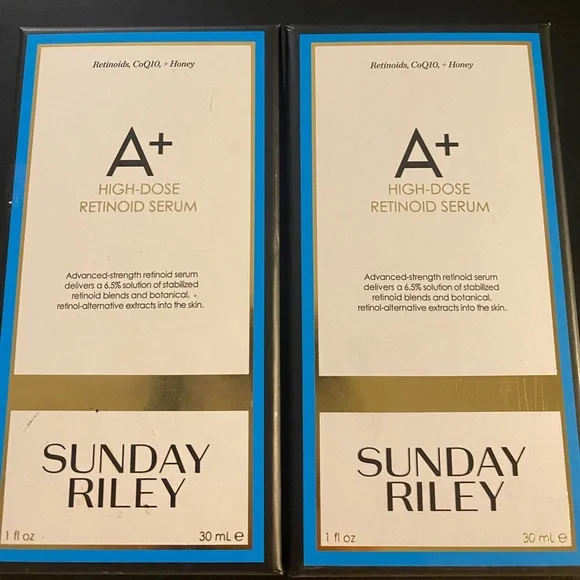 Retinoids, CoQ10, + Honey
A+
HIGH-DOSE
RETINOID SERUM
Advanced-strength retinoid serum
delivers a 6.5% solution of stabilized
retinoid blends and botanical,
retinol-alternative extracts into the skin.
SUNDAY
RILEY
1 fl oz 30 mL e
Retinoids, CoQ10, + Honey
A+
HIGH-DOSE
RETINOID SERUM
Advanced-strength retinoid serum
delivers a 6.5% solution of stabilized
retinoid blends and botanical,
retinol-alternative extracts into the skin.
SUNDAY
RILEY
1 fl oz 30 mL e